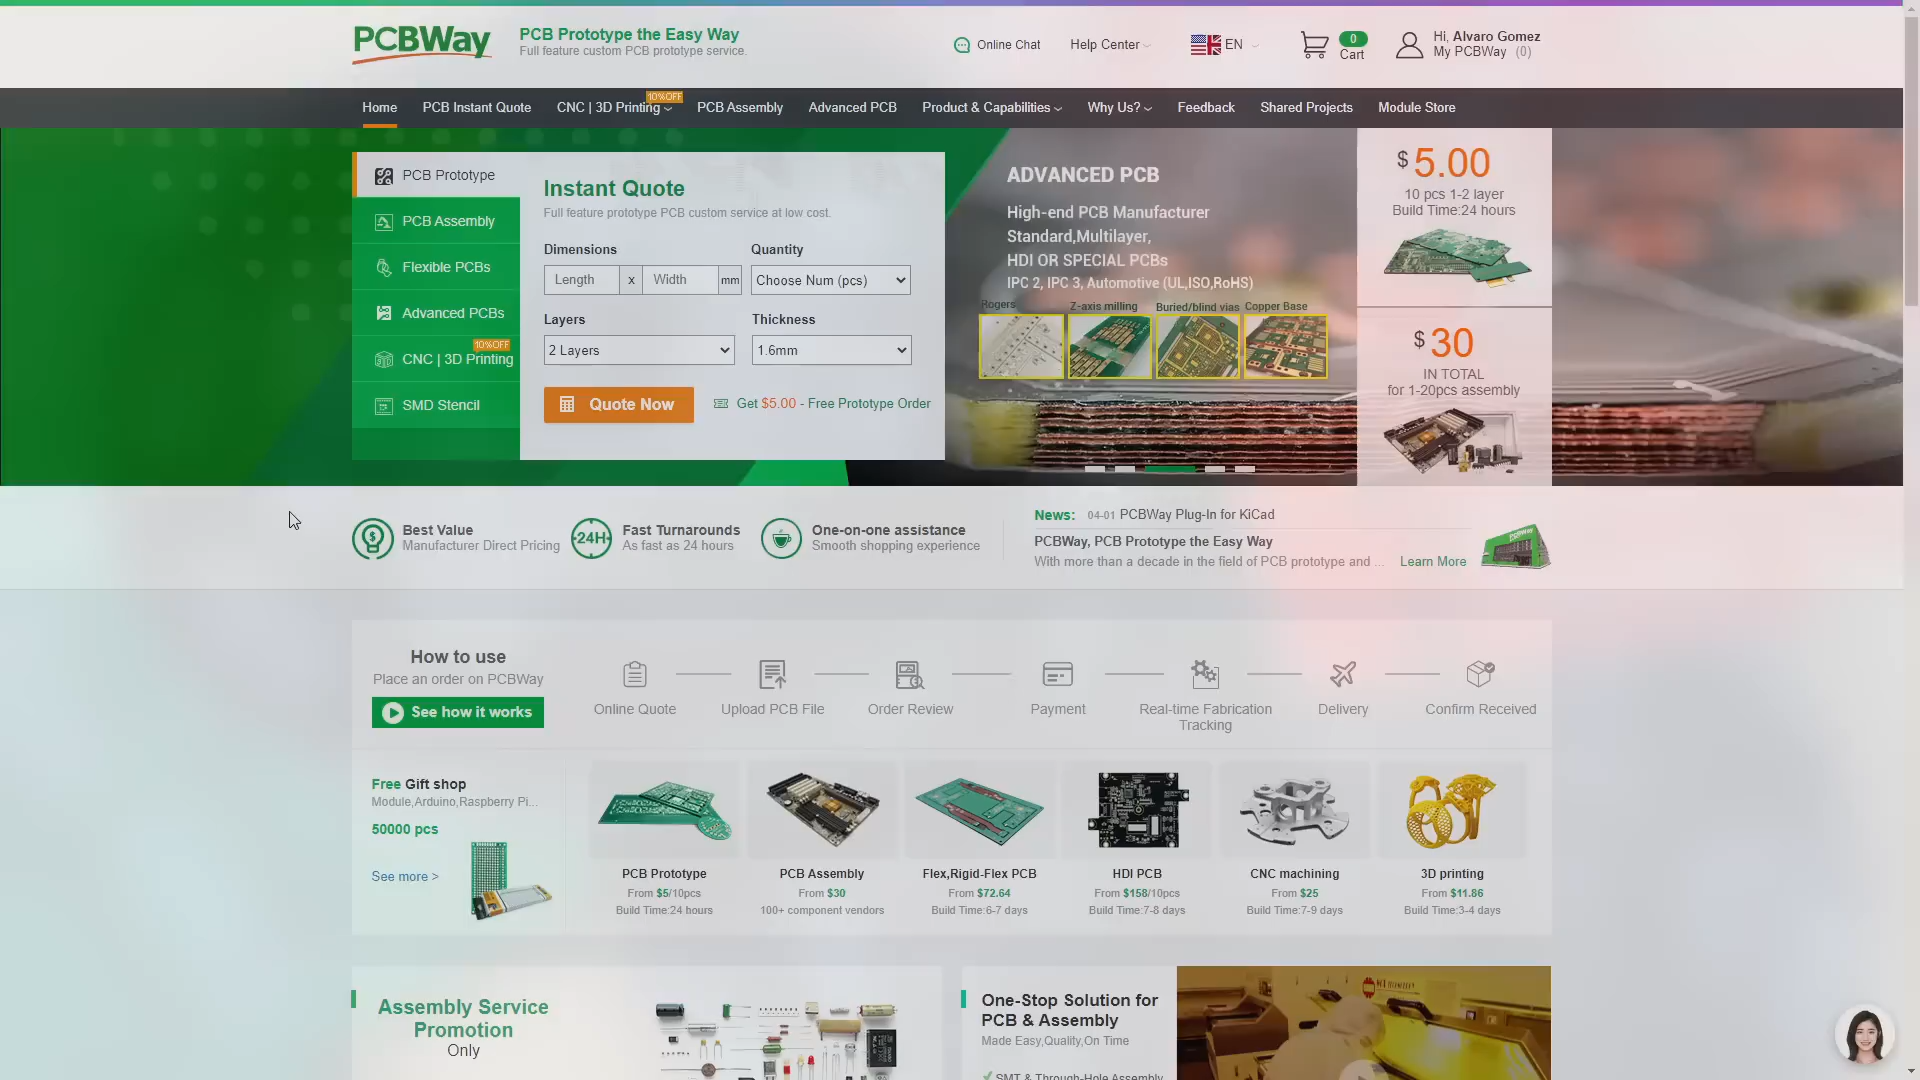 PCBWay
PCB Prototype the Easy Way
Full feature custom PCB prototype service.
Online Chat
Help Center
EN
0
Cart
Hi, Alvaro Gomez
My PCBWay (0)
Home
PCB Instant Quote
CNC | 3D Printing
10%OFF
PCB Assembly
Advanced PCB
Product & Capabilities
Why Us?
Feedback
Shared Projects
Module Store
PCB Prototype
PCB Assembly
Flexible PCBs
Advanced PCBs
10%OFF
CNC | 3D Printing
SMD Stencil
Instant Quote
Full feature prototype PCB custom service at low cost.
Dimensions
Quantity
Length x Width mm
Choose Num (pcs)
Layers
Thickness
2 Layers
1.6mm
Quote Now
Get $5.00 - Free Prototype Order
ADVANCED PCB
High-end PCB Manufacturer
Standard,Multilayer,
HDI OR SPECIAL PCBs
IPC 2, IPC 3, Automotive (UL,ISO,RoHS)
Rogers
Z-axis milling
Buried/blind vias
Copper Base
$ 5.00
10 pcs 1-2 layer
Build Time:24 hours
$ 30
IN TOTAL
for 1-20pcs assembly
Best Value
Manufacturer Direct Pricing
24H
Fast Turnarounds
As fast as 24 hours
One-on-one assistance
Smooth shopping experience
News: 04-01 PCBWay Plug-In for KiCad
PCBWay, PCB Prototype the Easy Way
With more than a decade in the field of PCB prototype and ... Learn More
How to use
Place an order on PCBWay
See how it works
Online Quote
Upload PCB File
Order Review
Payment
Real-time Fabrication
Tracking
Delivery
Confirm Received
Free Gift shop
Module,Arduino,Raspberry Pi...
50000 pcs
See more >
PCB Prototype
From $5/10pcs
Build Time:24 hours
PCB Assembly
From $30
100+ component vendors
Flex,Rigid-Flex PCB
From $72.64
Build Time:6-7 days
HDI PCB
From $158/10pcs
Build Time:7-8 days
CNC machining
From $25
Build Time:7-9 days
3D printing
From $11.86
Build Time:3-4 days
Assembly Service
Promotion
Only
One-Stop Solution for
PCB & Assembly
Made Easy,Quality,On Time
SMT & Through-Hole Assembly